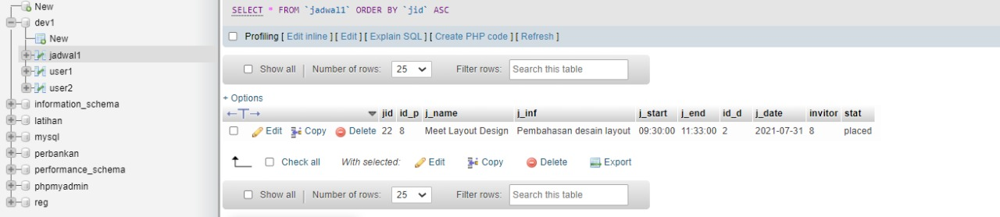 New
dev1
New
jadwal1
user1
user2
information_schema
latihan
mysql
perbankan
performance_schema
phpmyadmin
reg
SELECT * FROM `jadwal1` ORDER BY `jid` ASC
Profiling [ Edit inline ] [ Edit ] [ Explain SQL ] [ Create PHP code ] [ Refresh ]
Show all Number of rows: 25 Filter rows: Search this table
+ Options
←T→ jid id_p j_name j_inf j_start j_end id_d j_date invitor stat
Edit Copy Delete 22 8 Meet Layout Design Pembahasan desain layout 09:30:00 11:33:00 2 2021-07-31 8 placed
Check all With selected: Edit Copy Delete Export
Show all Number of rows: 25 Filter rows: Search this table